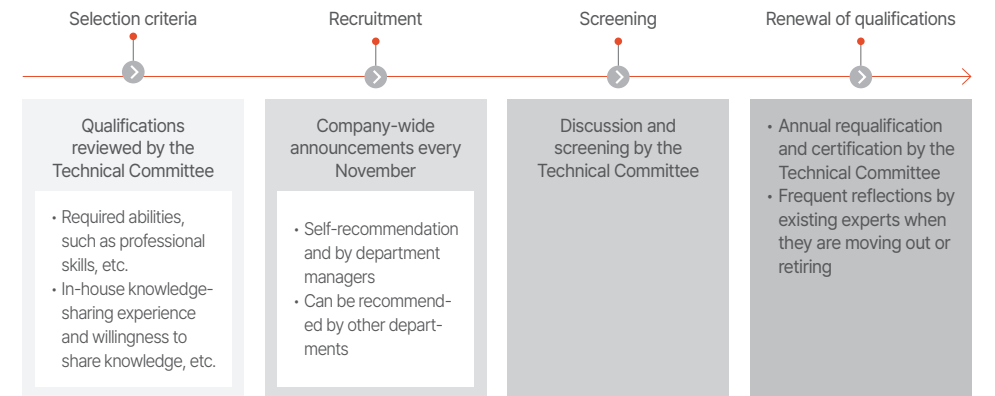 Selection criteria
Recruitment
Screening
Renewal of qualifications
Qualifications
reviewed by the
Technical Committee
• Required abilities,
such as professional
skills, etc.
• In-house knowledge-
sharing experience
and willingness to
share knowledge, etc.
Company-wide
announcements every
November
• Self-recommendation
and by department
managers
• Can be recommend-
ed by other depart-
ments
Discussion and
screening by the
Technical Committee
• Annual requalification
and certification by the
Technical Committee
• Frequent reflections by
existing experts when
they are moving out or
retiring